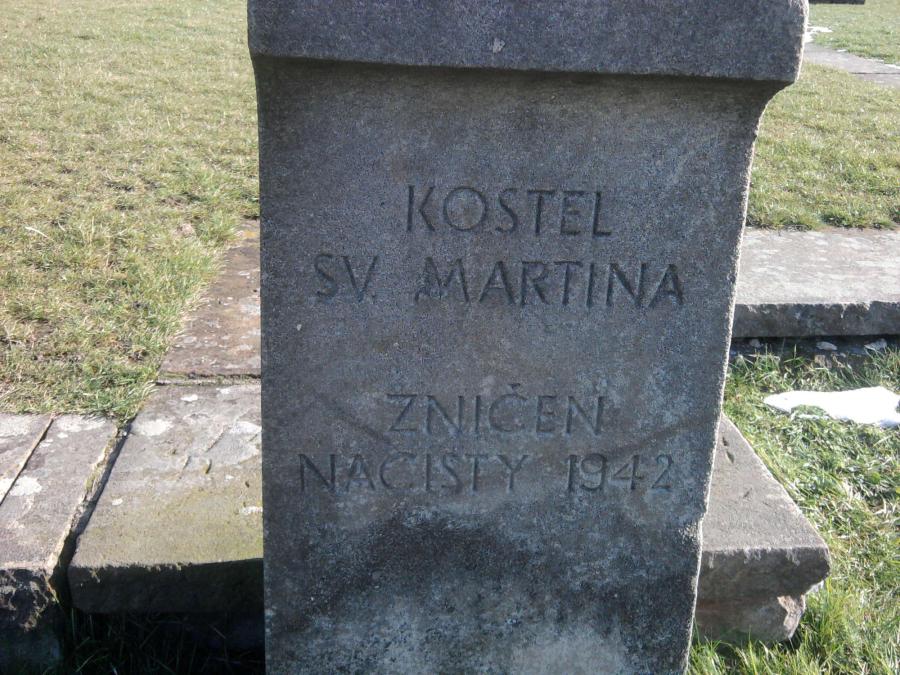 KOSTEL
SV. MARTINA
ZNIČEN
NACISTY 1942